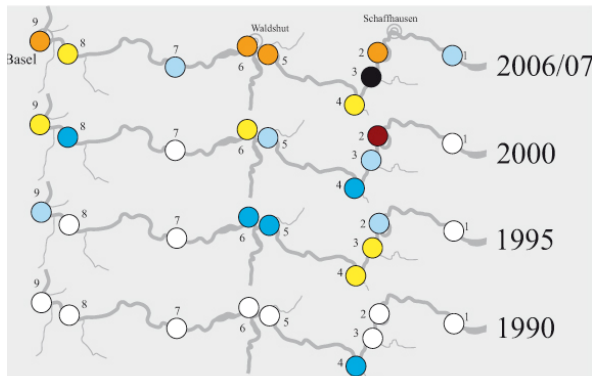 Schaffhausen
Waldshut
Basel
9 8 7 6 5 4 3 2 1 2006/07
9 8 7 6 5 4 3 2 1 2000
9 8 7 6 5 4 3 2 1 1995
9 8 7 6 5 4 3 2 1 1990